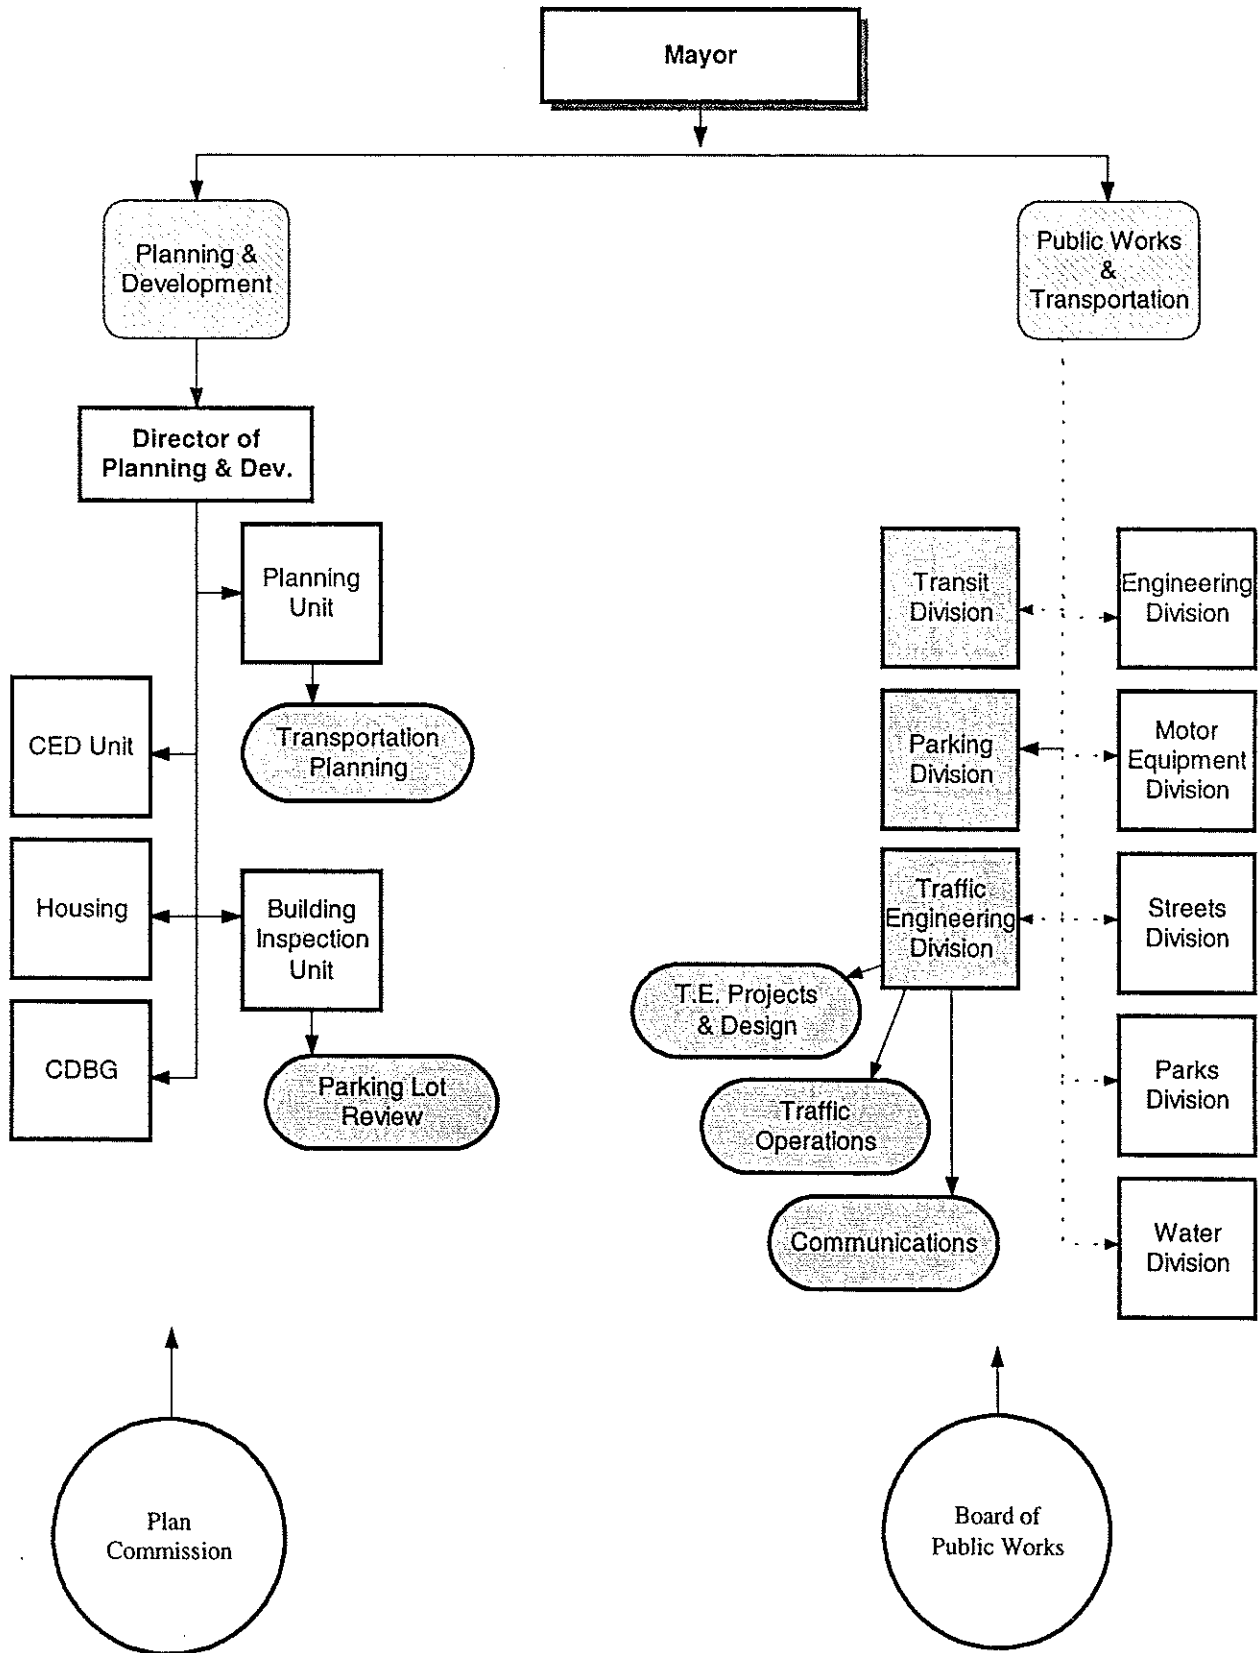 Mayor
Planning &
Development
Public Works
&
Transportation
Director of
Planning & Dev.
Planning
Unit
Transportation
Planning
CED Unit
Housing
CDBG
Building
Inspection
Unit
Parking Lot
Review
Transit
Division
Engineering
Division
Parking
Division
Motor
Equipment
Division
Traffic
Engineering
Division
Streets
Division
T.E. Projects
& Design
Traffic
Operations
Communications
Parks
Division
Water
Division
Plan
Commission
Board of
Public Works